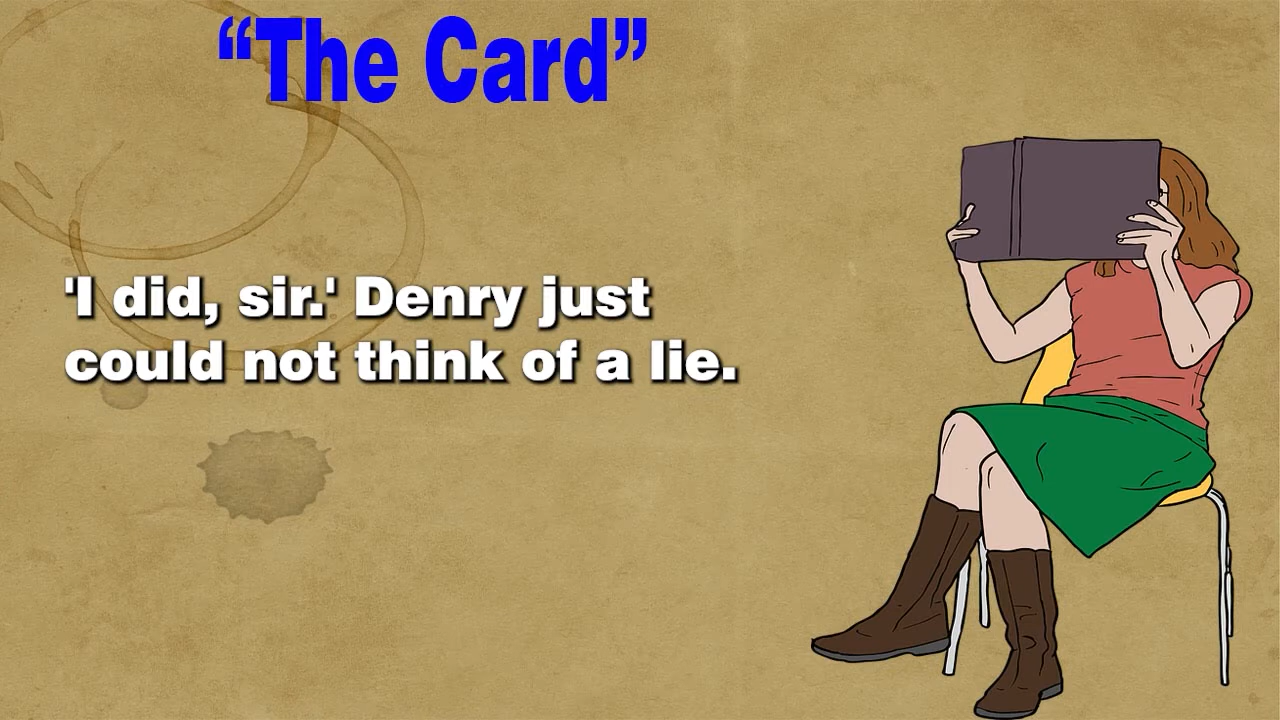 “The Card”
'I did, sir.' Denry just
could not think of a lie.